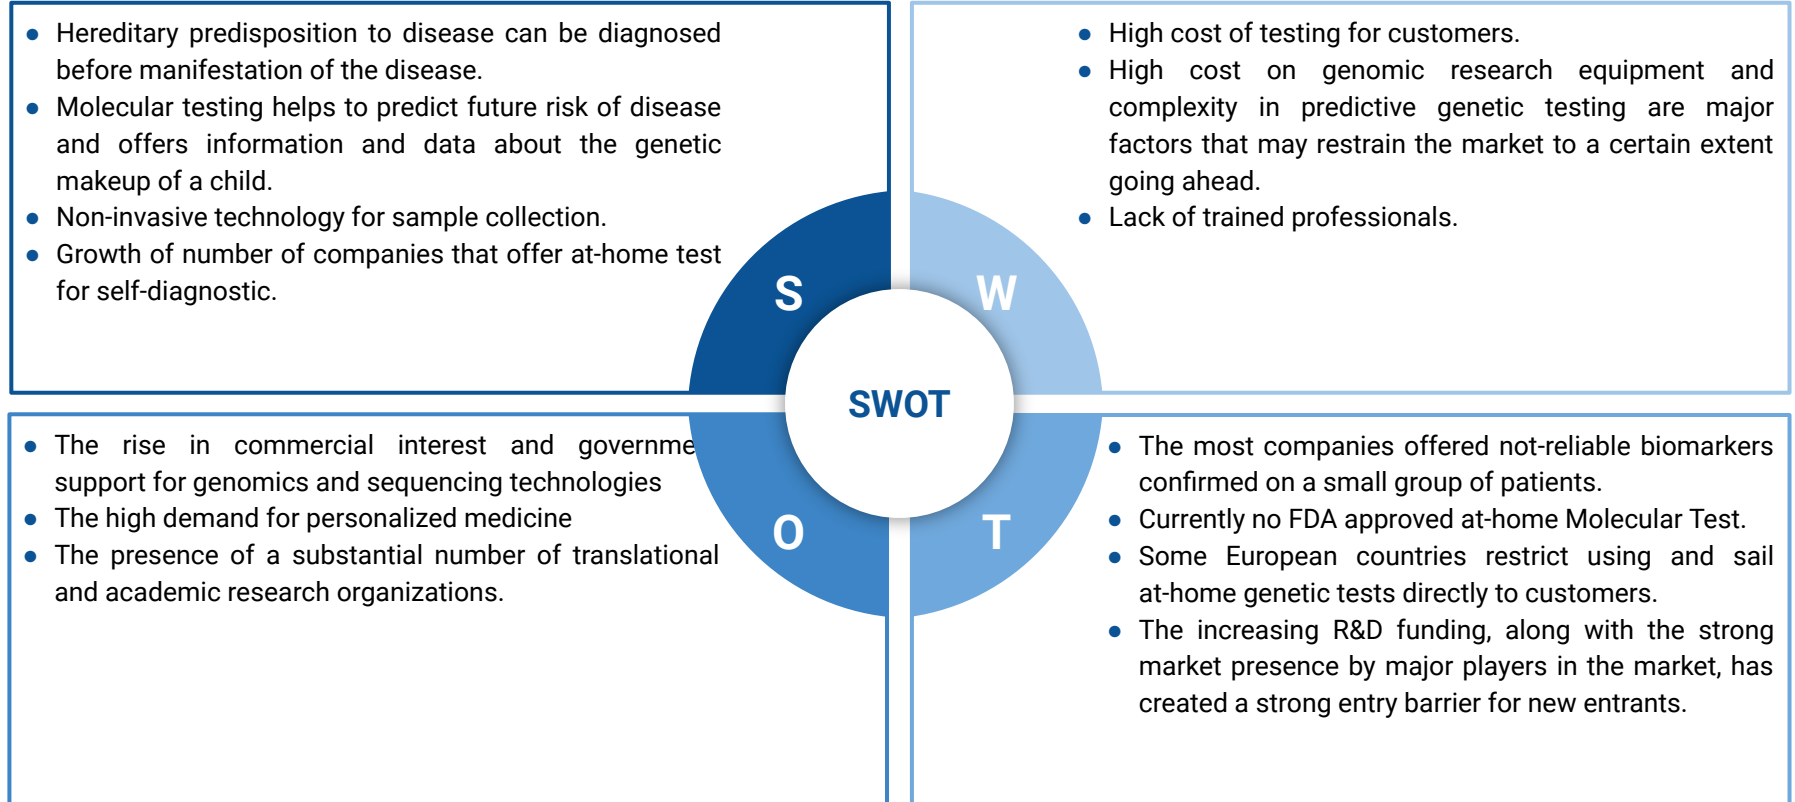 ● Hereditary predisposition to disease can be diagnosed
before manifestation of the disease.
● Molecular testing helps to predict future risk of disease
and offers information and data about the genetic
makeup of a child.
● Non-invasive technology for sample collection.
● Growth of number of companies that offer at-home test
for self-diagnostic.
● High cost of testing for customers.
● High cost on genomic research equipment and
complexity in predictive genetic testing are major
factors that may restrain the market to a certain extent
going ahead.
● Lack of trained professionals.
S
W
SWOT
● The rise in commercial interest and governme
support for genomics and sequencing technologies
● The high demand for personalized medicine
● The presence of a substantial number of translational
and academic research organizations.
O
T
● The most companies offered not-reliable biomarkers
confirmed on a small group of patients.
● Currently no FDA approved at-home Molecular Test.
● Some European countries restrict using and sail
at-home genetic tests directly to customers.
● The increasing R&D funding, along with the strong
market presence by major players in the market, has
created a strong entry barrier for new entrants.